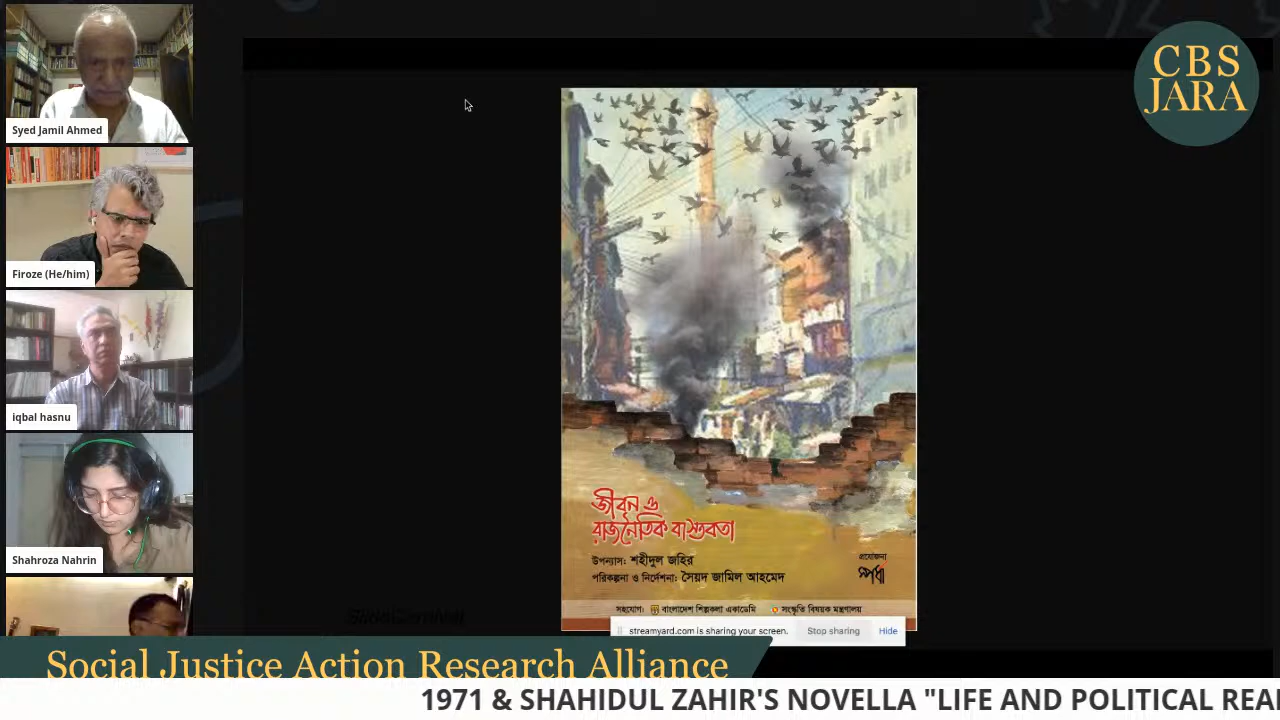 CBS
JARA
Syed Jamil Ahmed
Firoze (He/him)
iqbal hasnu
Shahroza Nahrin
জীবন ও
রাজনৈতিক বাস্তবতা
উপন্যাস: শহীদুল জহির
পরিকল্পনা ও নির্দেশনা: সৈয়দ জামিল আহমেদ
প্রযোজনা
স্পর্ধা
সহযোগ: বাংলাদেশ শিল্পকলা একাডেমি সংস্কৃতি বিষয়ক মন্ত্রণালয়
streamyard.com is sharing your screen. Stop sharing Hide
Social Justice Action Research Alliance
1971 & SHAHIDUL ZAHIR'S NOVELLA "LIFE AND POLITICAL REA